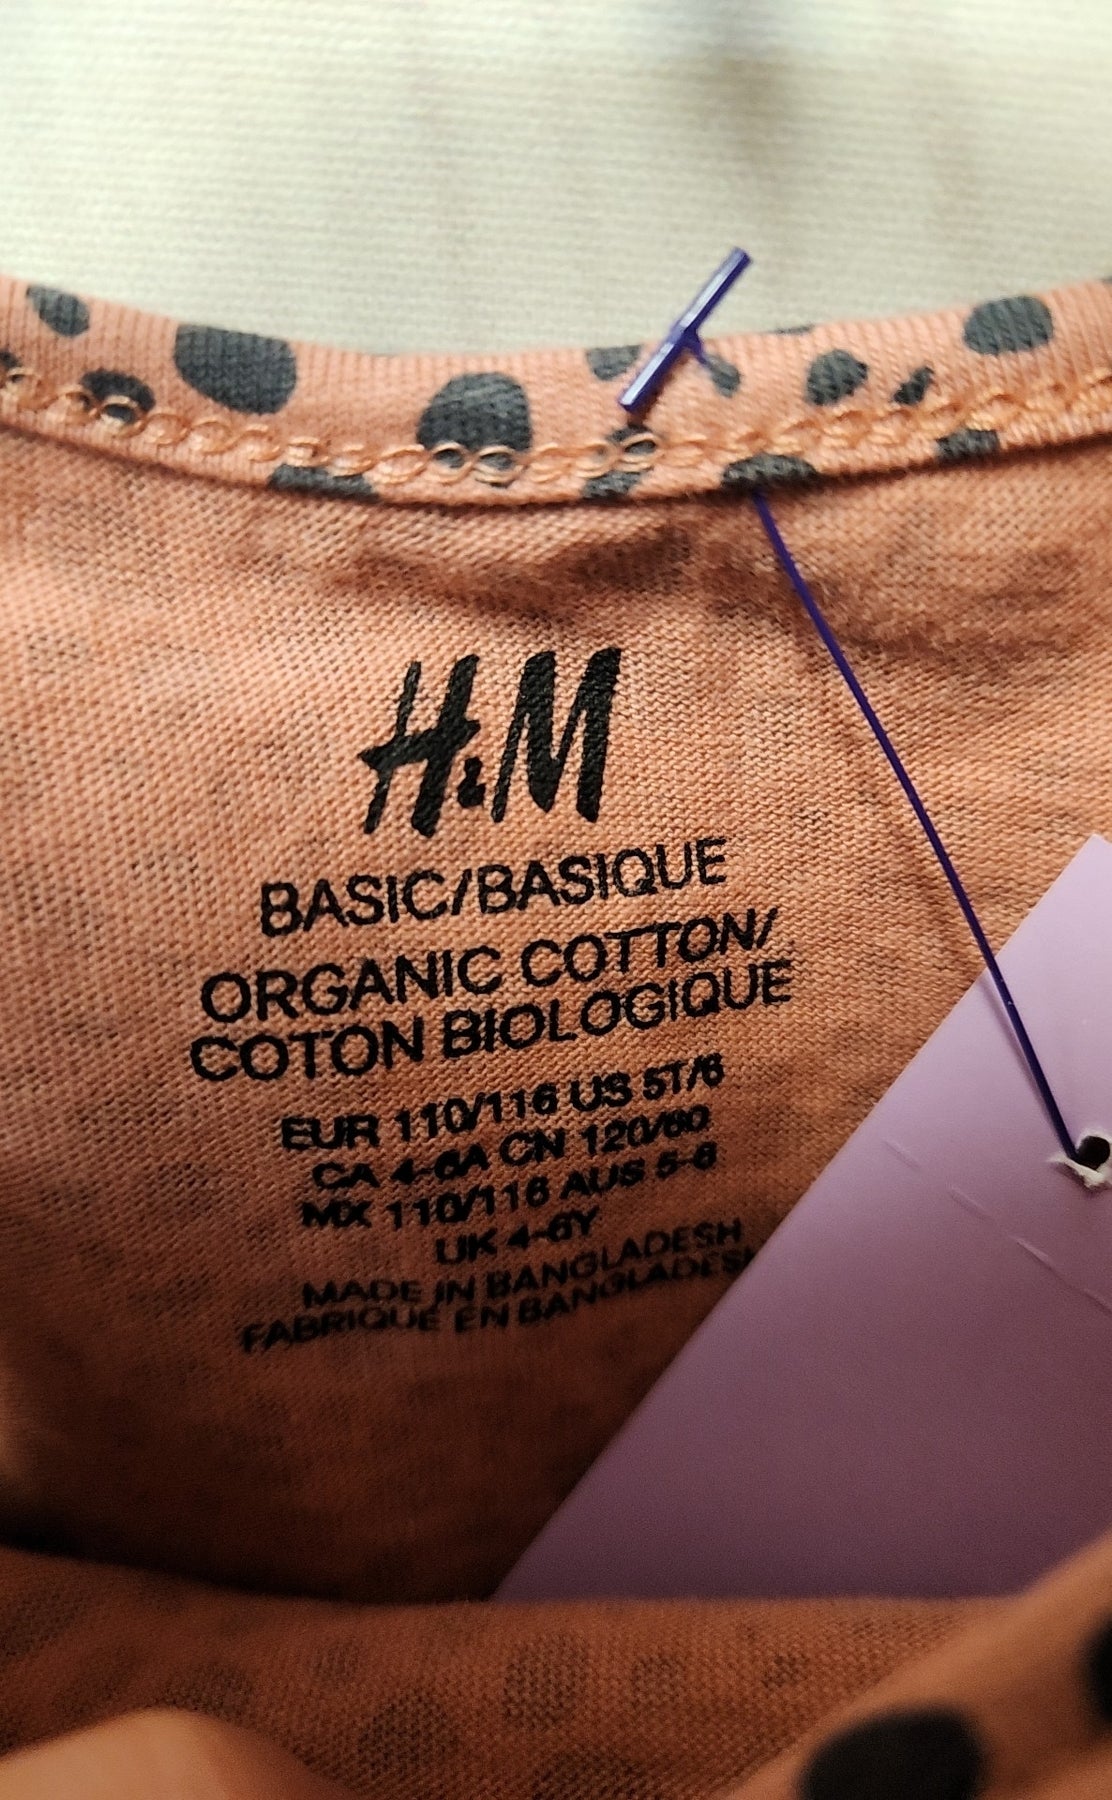 H&M
BASIC/BASIQUE
ORGANIC COTTON/
COTON BIOLOGIQUE
EUR 110/116 US 5T/6
CA 4-6A CN 120/60
MX 110/116 AUS 5-6
UK 4-6Y
MADE IN BANGLADESH
FABRIQUÉ EN BANGLADESH